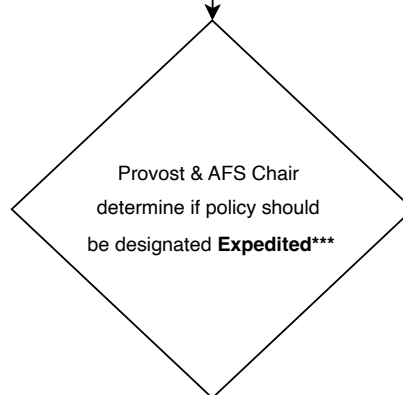 Provost & AFS Chair
determine if policy should
be designated Expedited***